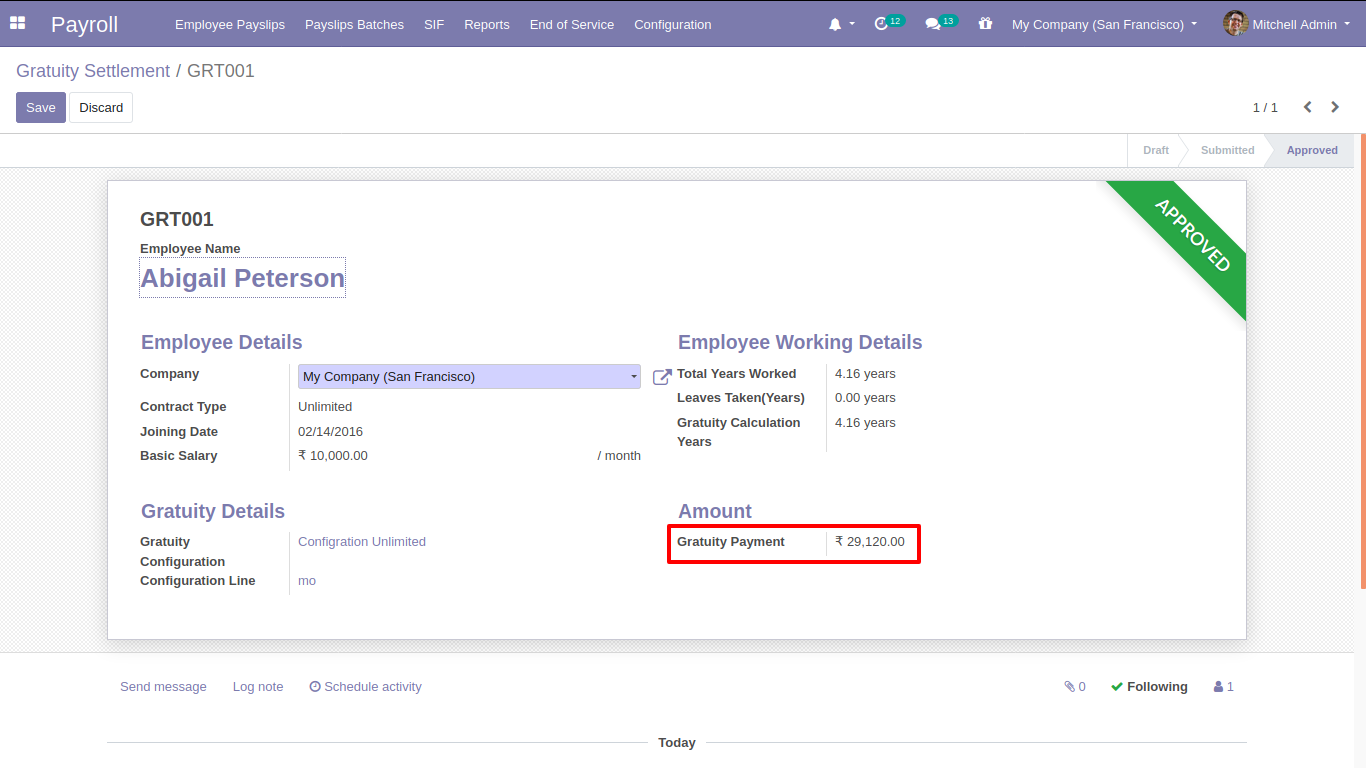 Payroll Employee Payslips Payslips Batches SIF Reports End of Service Configuration 12 13 My Company (San Francisco) Mitchell Admin
Gratuity Settlement / GRT001
Save Discard 1 / 1
Draft Submitted Approved
APPROVED
GRT001
Employee Name
Abigail Peterson
Employee Details
Company My Company (San Francisco)
Contract Type Unlimited
Joining Date 02/14/2016
Basic Salary ₹ 10,000.00 / month
Employee Working Details
Total Years Worked 4.16 years
Leaves Taken(Years) 0.00 years
Gratuity Calculation 4.16 years
Years
Gratuity Details
Gratuity Configration Unlimited
Configuration
Configuration Line mo
Amount
Gratuity Payment ₹ 29,120.00
Send message Log note Schedule activity 0 Following 1
Today